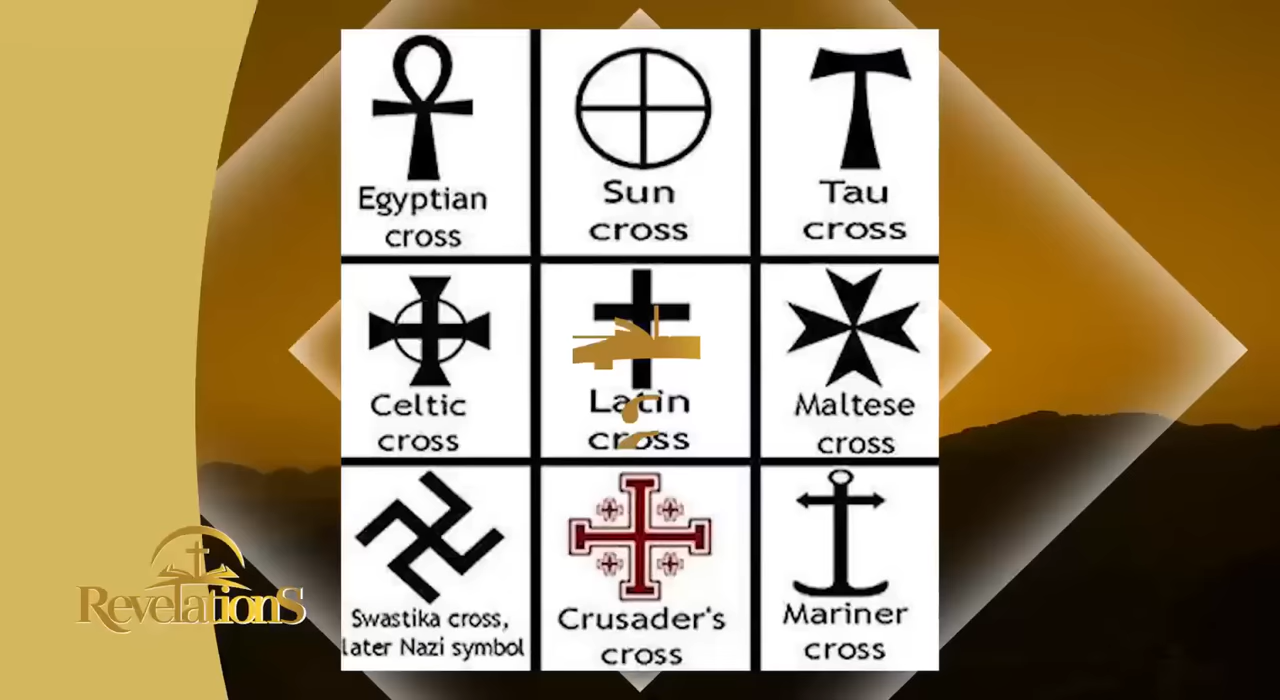 Egyptian
cross
Sun
cross
Tau
cross
Celtic
cross
Latin
cross
Maltese
cross
Swastika cross,
later Nazi symbol
Crusader's
cross
Mariner
cross
RevelationS